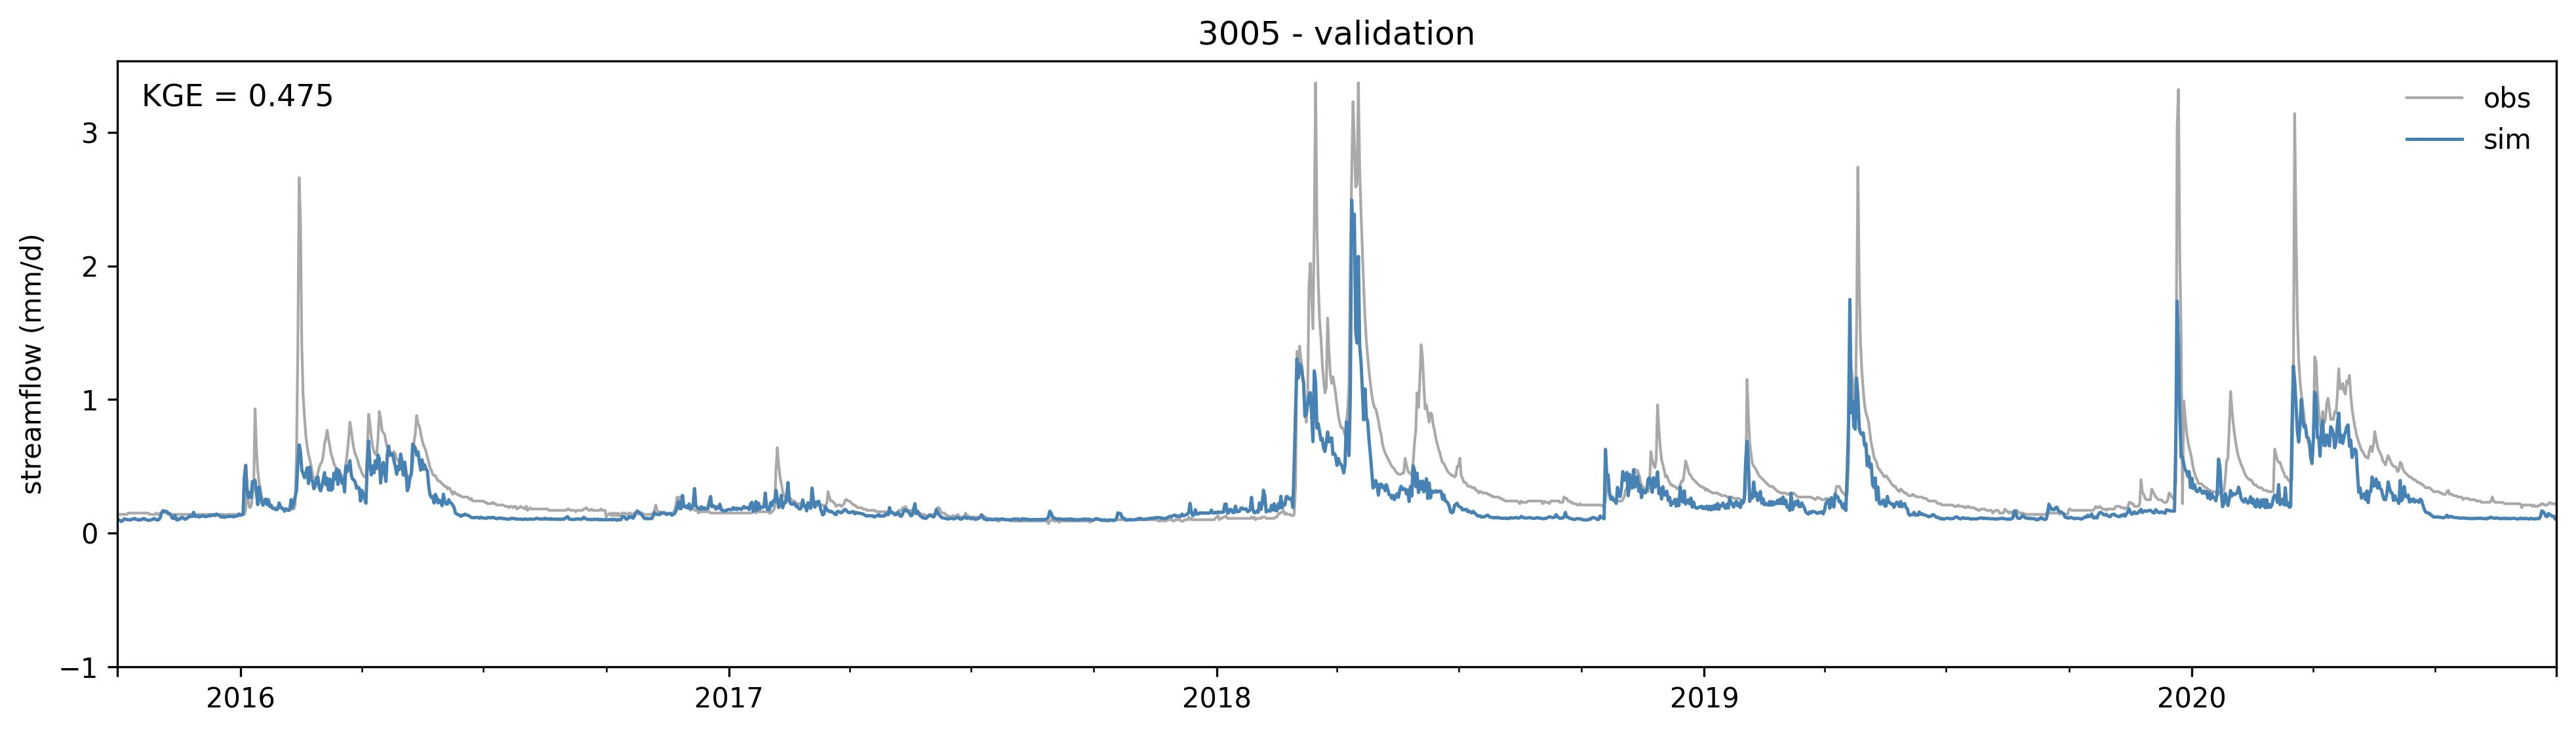 3005 - validation
KGE = 0.475
obs
sim
streamflow (mm/d)
3
2
1
0
−1
2016
2017
2018
2019
2020